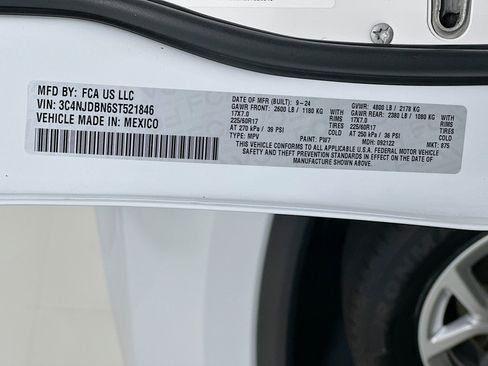 MFD BY: FCA US LLC
VIN: 3C4NJDBN6ST521846
VEHICLE MADE IN: MEXICO
DATE OF MFR (BUILT): 9-24 GVWR: 4800 LB / 2178 KG
GAWR FRONT: 2600 LB / 1180 KG WITH GAWR REAR: 2380 LB / 1080 KG WITH
17X7.0 RIMS 17X7.0 RIMS
225/60R17 TIRES 225/60R17 TIRES
AT 270 kPa / 39 PSI COLD AT 250 kPa / 36 PSI COLD
TYPE: MPV PAINT: PW7 MDH: 092122 MKT: 875
THIS VEHICLE CONFORMS TO ALL APPLICABLE U.S.A. FEDERAL MOTOR VEHICLE
SAFETY AND THEFT PREVENTION STANDARDS IN EFFECT ON THE DATE OF
MANUFACTURE SHOWN ABOVE.